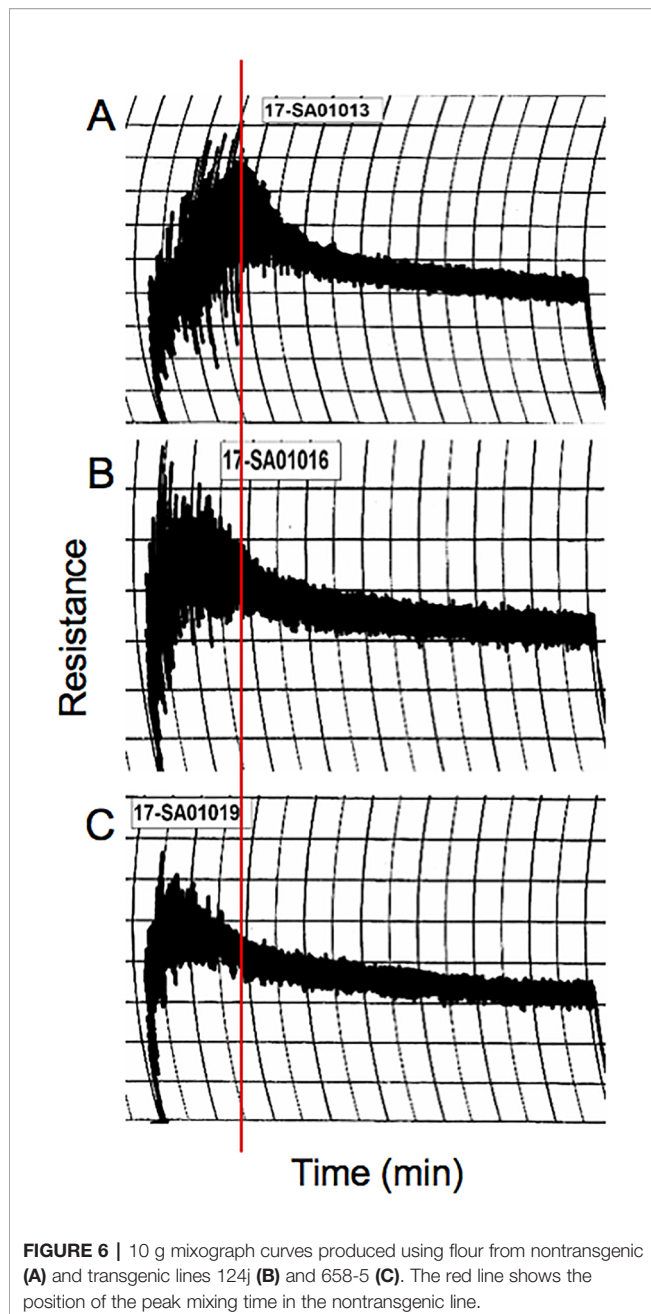 A
17-SA01013
B
17-SA01016
Resistance
C
17-SA01019
Time (min)
FIGURE 6 | 10 g mixograph curves produced using flour from nontransgenic
(A) and transgenic lines 124j (B) and 658-5 (C). The red line shows the
position of the peak mixing time in the nontransgenic line.